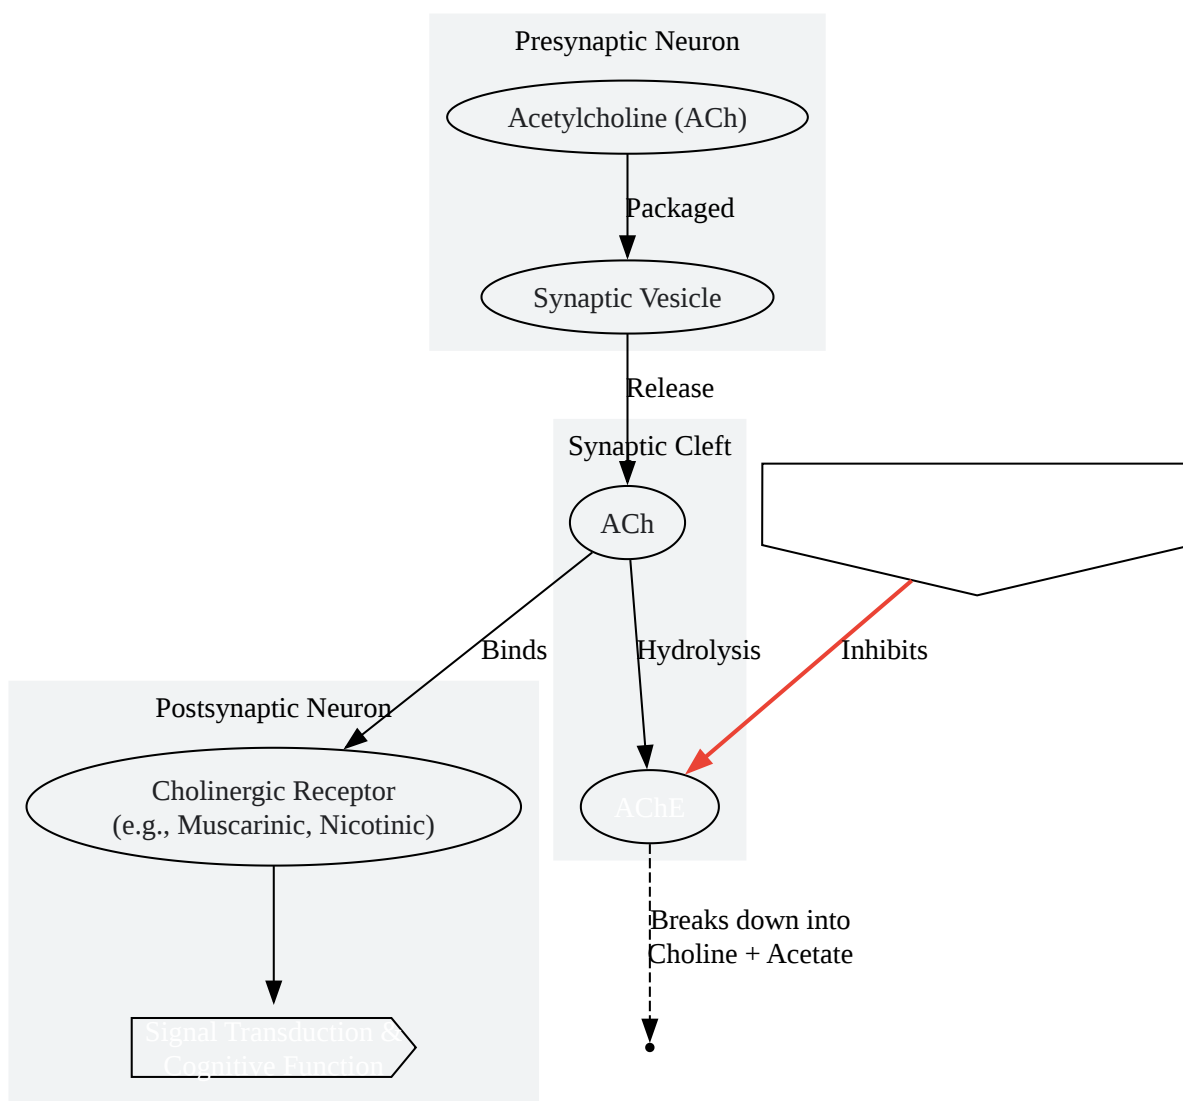 Presynaptic Neuron
Acetylcholine (ACh)
Packaged
Synaptic Vesicle
Release
Synaptic Cleft
ACh
Binds
Hydrolysis
Inhibits
Postsynaptic Neuron
Cholinergic Receptor
(e.g., Muscarinic, Nicotinic)
AChE
Breaks down into
Choline + Acetate
Signal Transduction &
Cognitive Function